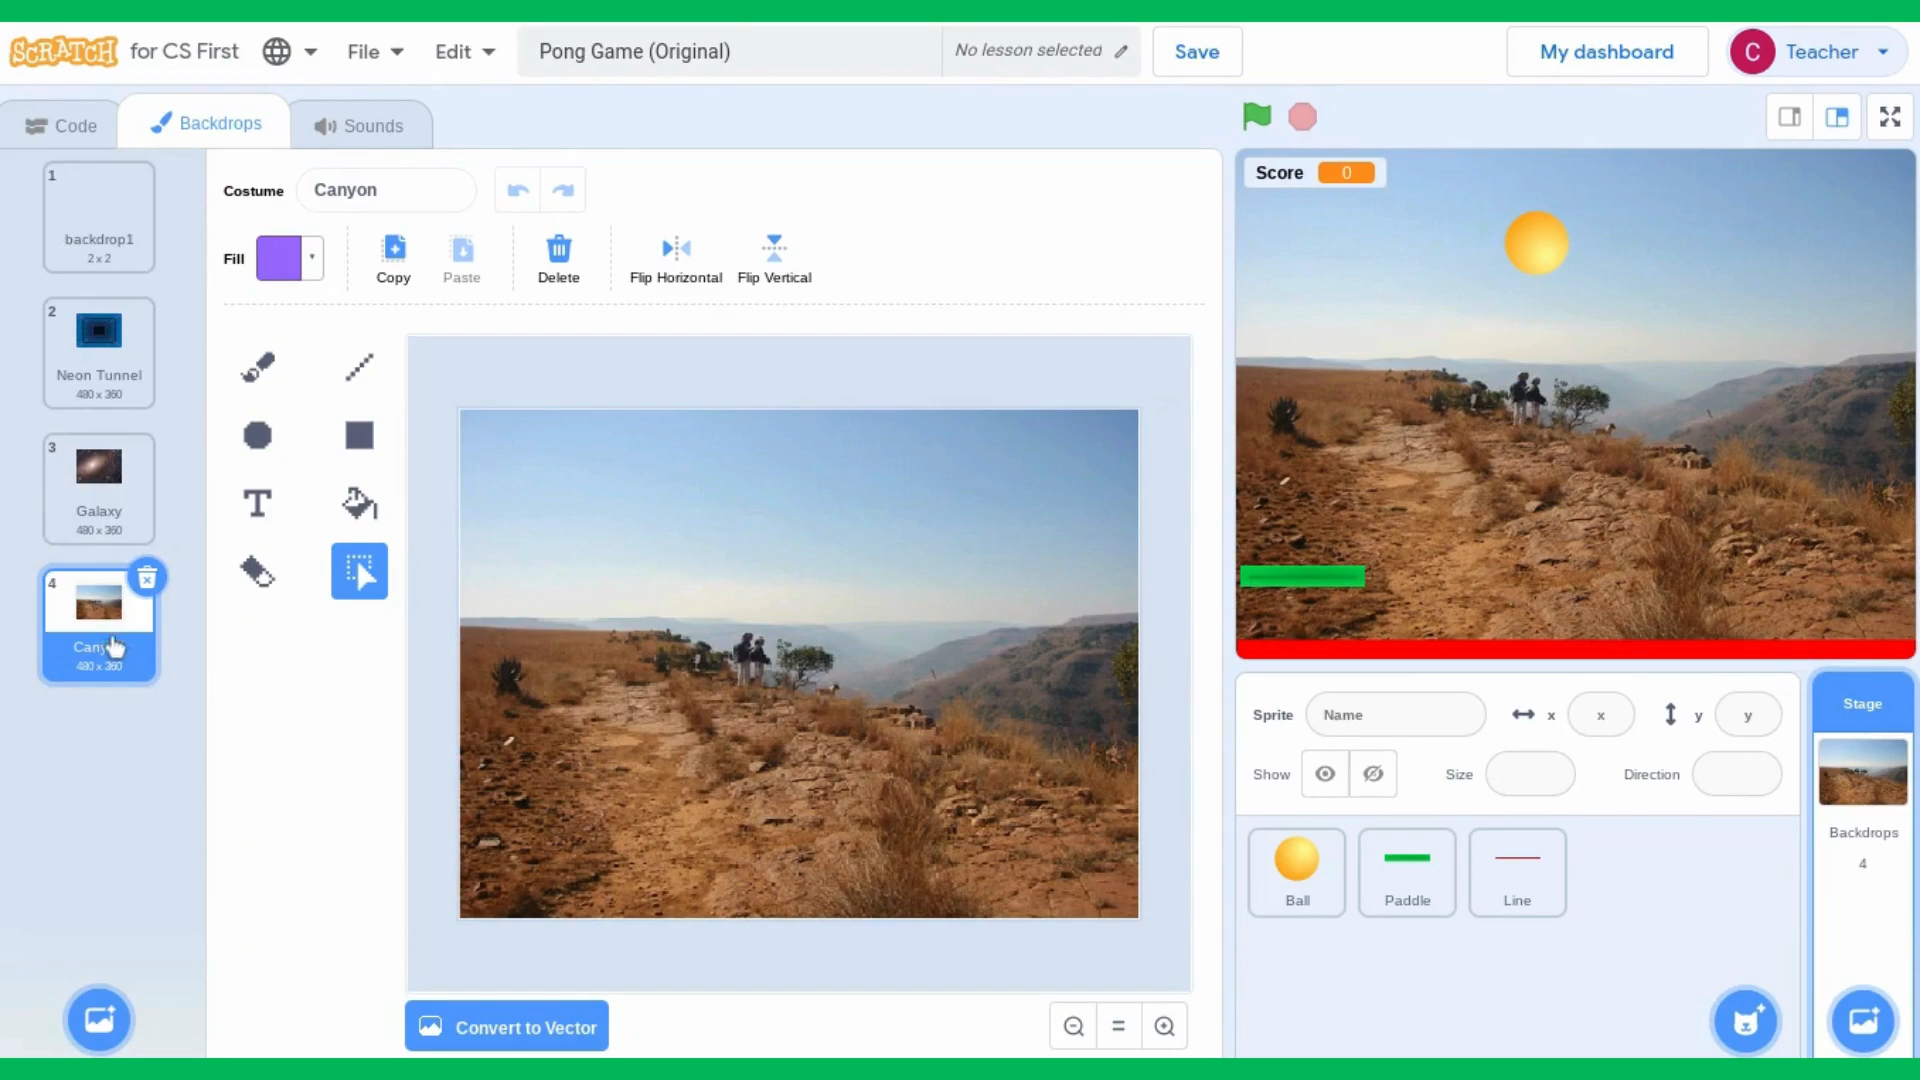 SCRATCH for CS First File Edit Pong Game (Original) No lesson selected Save My dashboard C Teacher
Code Backdrops Sounds
1
backdrop1
2 x 2
2
Neon Tunnel
480 x 360
3
Galaxy
480 x 360
4
480 x 360
Costume Canyon
Fill Copy Paste Delete Flip Horizontal Flip Vertical
T
Convert to Vector
Score 0
Sprite Name x x y y
Show Size Direction
Ball Paddle Line
Stage
Backdrops
4